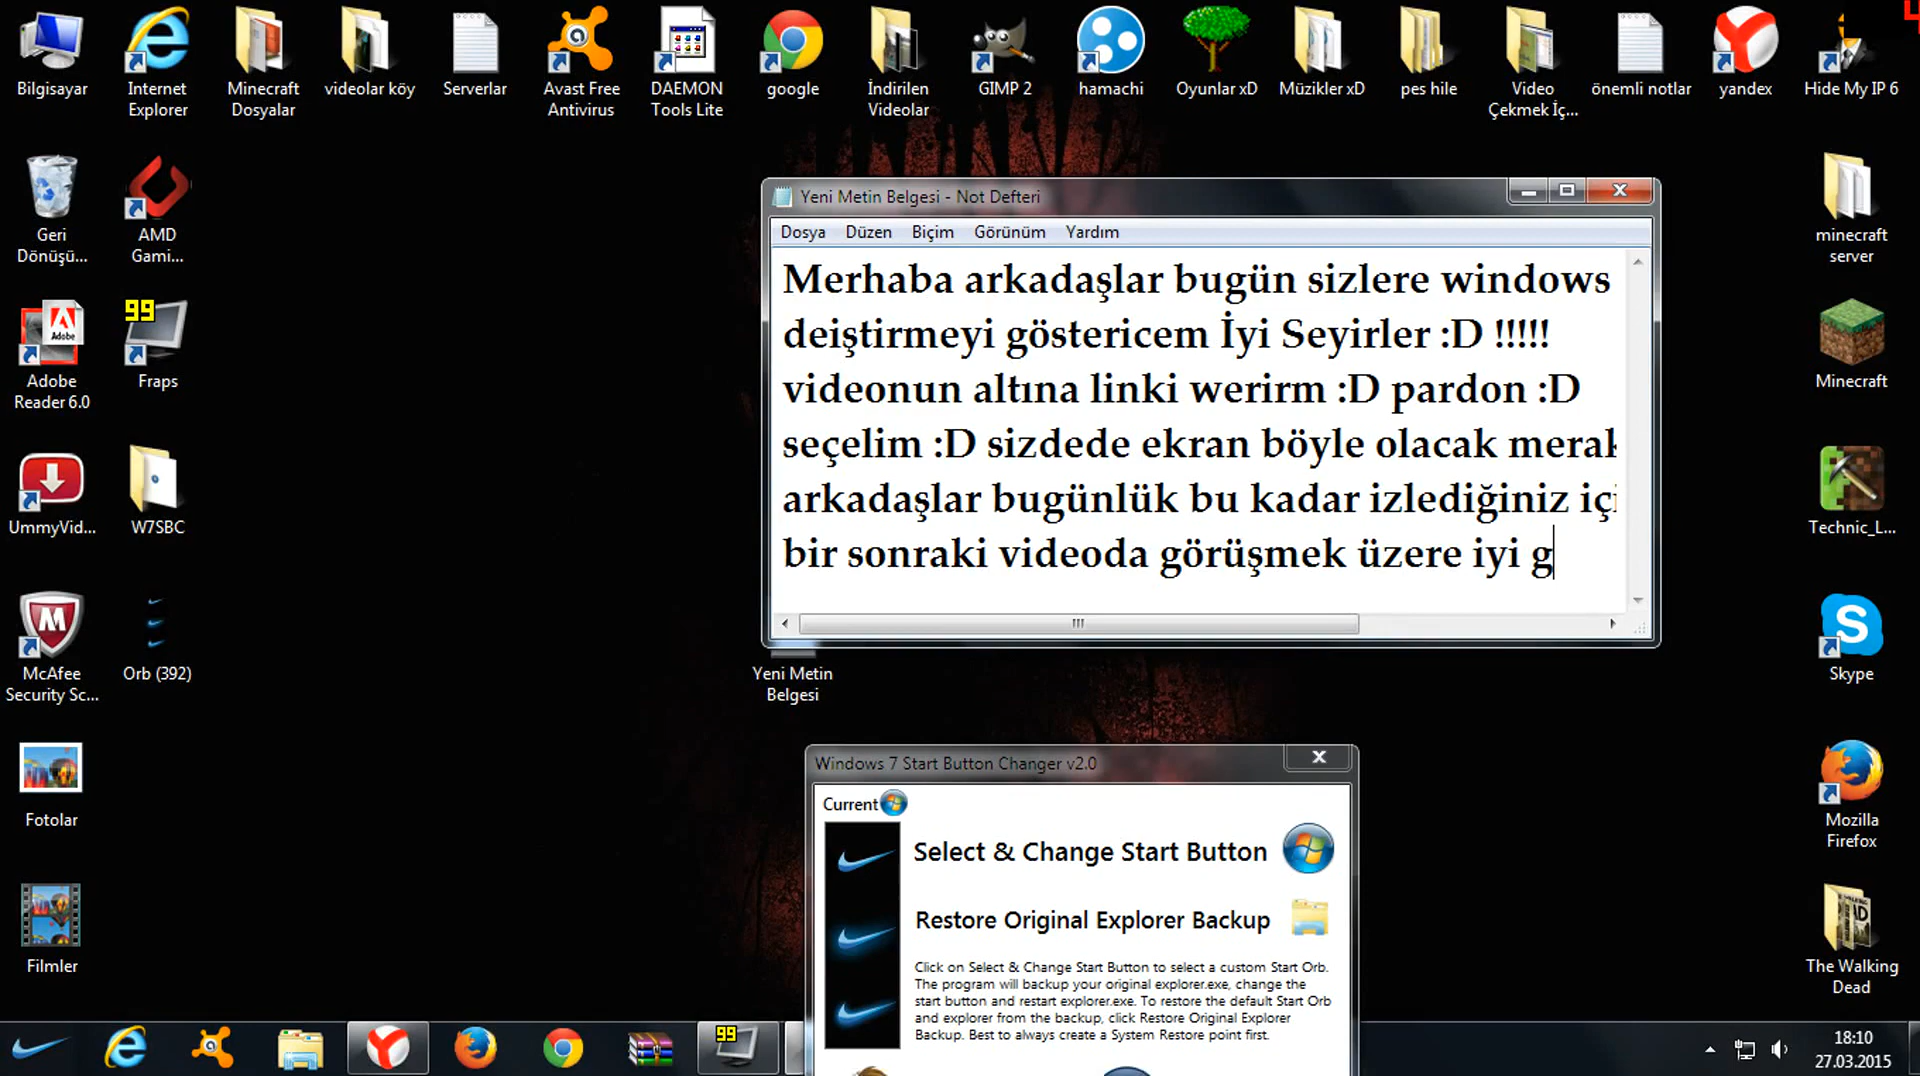 Bilgisayar
Internet
Explorer
Minecraft
Dosyalar
videolar köy
Serverlar
Avast Free
Antivirus
DAEMON
Tools Lite
google
İndirilen
Videolar
GIMP 2
hamachi
Oyunlar xD
Müzikler xD
pes hile
Video
Çekmek İç...
önemli notlar
yandex
Hide My IP 6
Geri
Dönüşü...
AMD
Gami...
Adobe
Adobe
Reader 6.0
99
Fraps
UmmyVid...
W7SBC
McAfee
Security Sc...
Orb (392)
Fotolar
Filmler
Yeni Metin Belgesi - Not Defteri
Dosya Düzen Biçim Görünüm Yardım
Merhaba arkadaşlar bugün sizlere windows
deiştirmeyi göstericem İyi Seyirler :D !!!!!
videonun altına linki werirm :D pardon :D
seçelim :D sizdede ekran böyle olacak merak
arkadaşlar bugünlük bu kadar izlediğiniz içi
bir sonraki videoda görüşmek üzere iyi g
Yeni Metin
Belgesi
Windows 7 Start Button Changer v2.0
Current
Select & Change Start Button
Restore Original Explorer Backup
Click on Select & Change Start Button to select a custom Start Orb.
The program will backup your original explorer.exe, change the
start button and restart explorer.exe. To restore the default Start Orb
and explorer from the backup, click Restore Original Explorer
Backup. Best to always create a System Restore point first.
minecraft
server
Minecraft
Technic_L...
Skype
Mozilla
Firefox
The Walking
Dead
99
18:10
27.03.2015